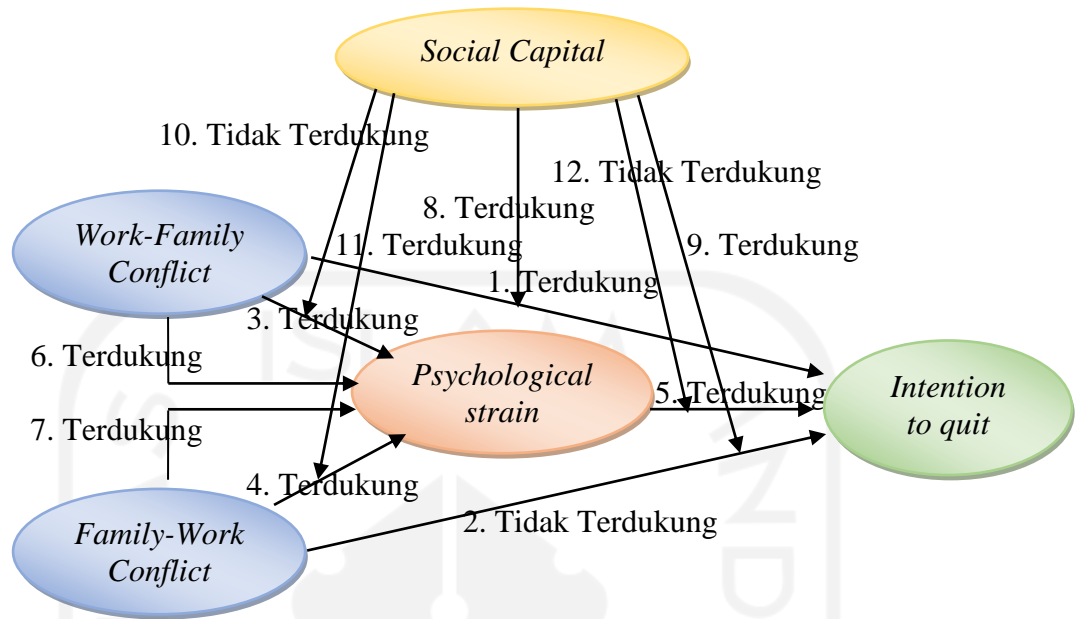 Social Capital
10. Tidak Terdukung
12. Tidak Terdukung
8. Terdukung
Work-Family
Conflict
11. Terdukung
9. Terdukung
1. Terdukung
3. Terdukung
6. Terdukung
Psychological
strain
5. Terdukung
Intention
to quit
7. Terdukung
4. Terdukung
2. Tidak Terdukung
Family-Work
Conflict